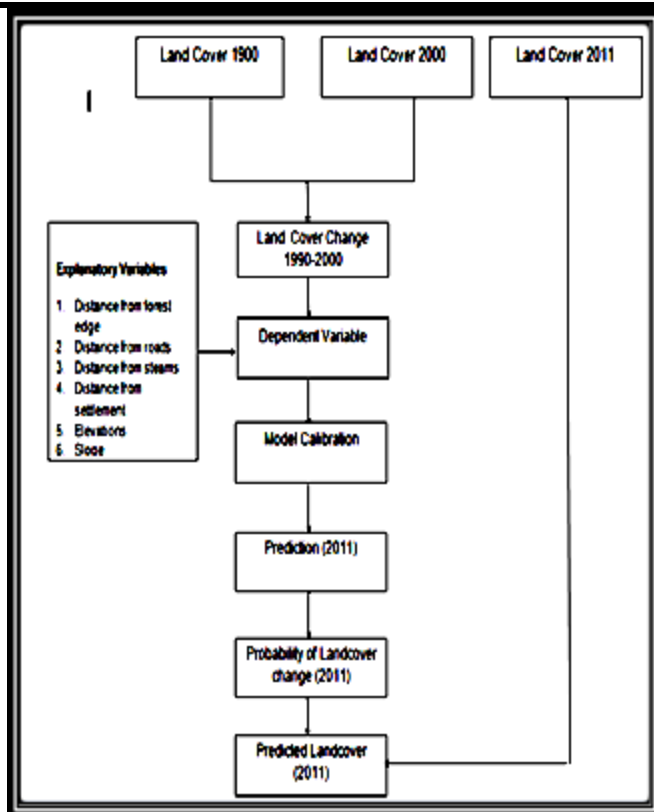 Land Cover 1900
Land Cover 2000
Land Cover 2011
Land Cover Change
1990-2000
Explanatory Variables
1. Distance from forest
edge
2 Distance from roads
3. Distance from steams
4. Distance from
settlement
5. Elevations
6. Slope
Dependent Variable
Model Calibration
Prediction (2011)
Probability of Landcover
change (2011)
Predicted Landcover
(2011)